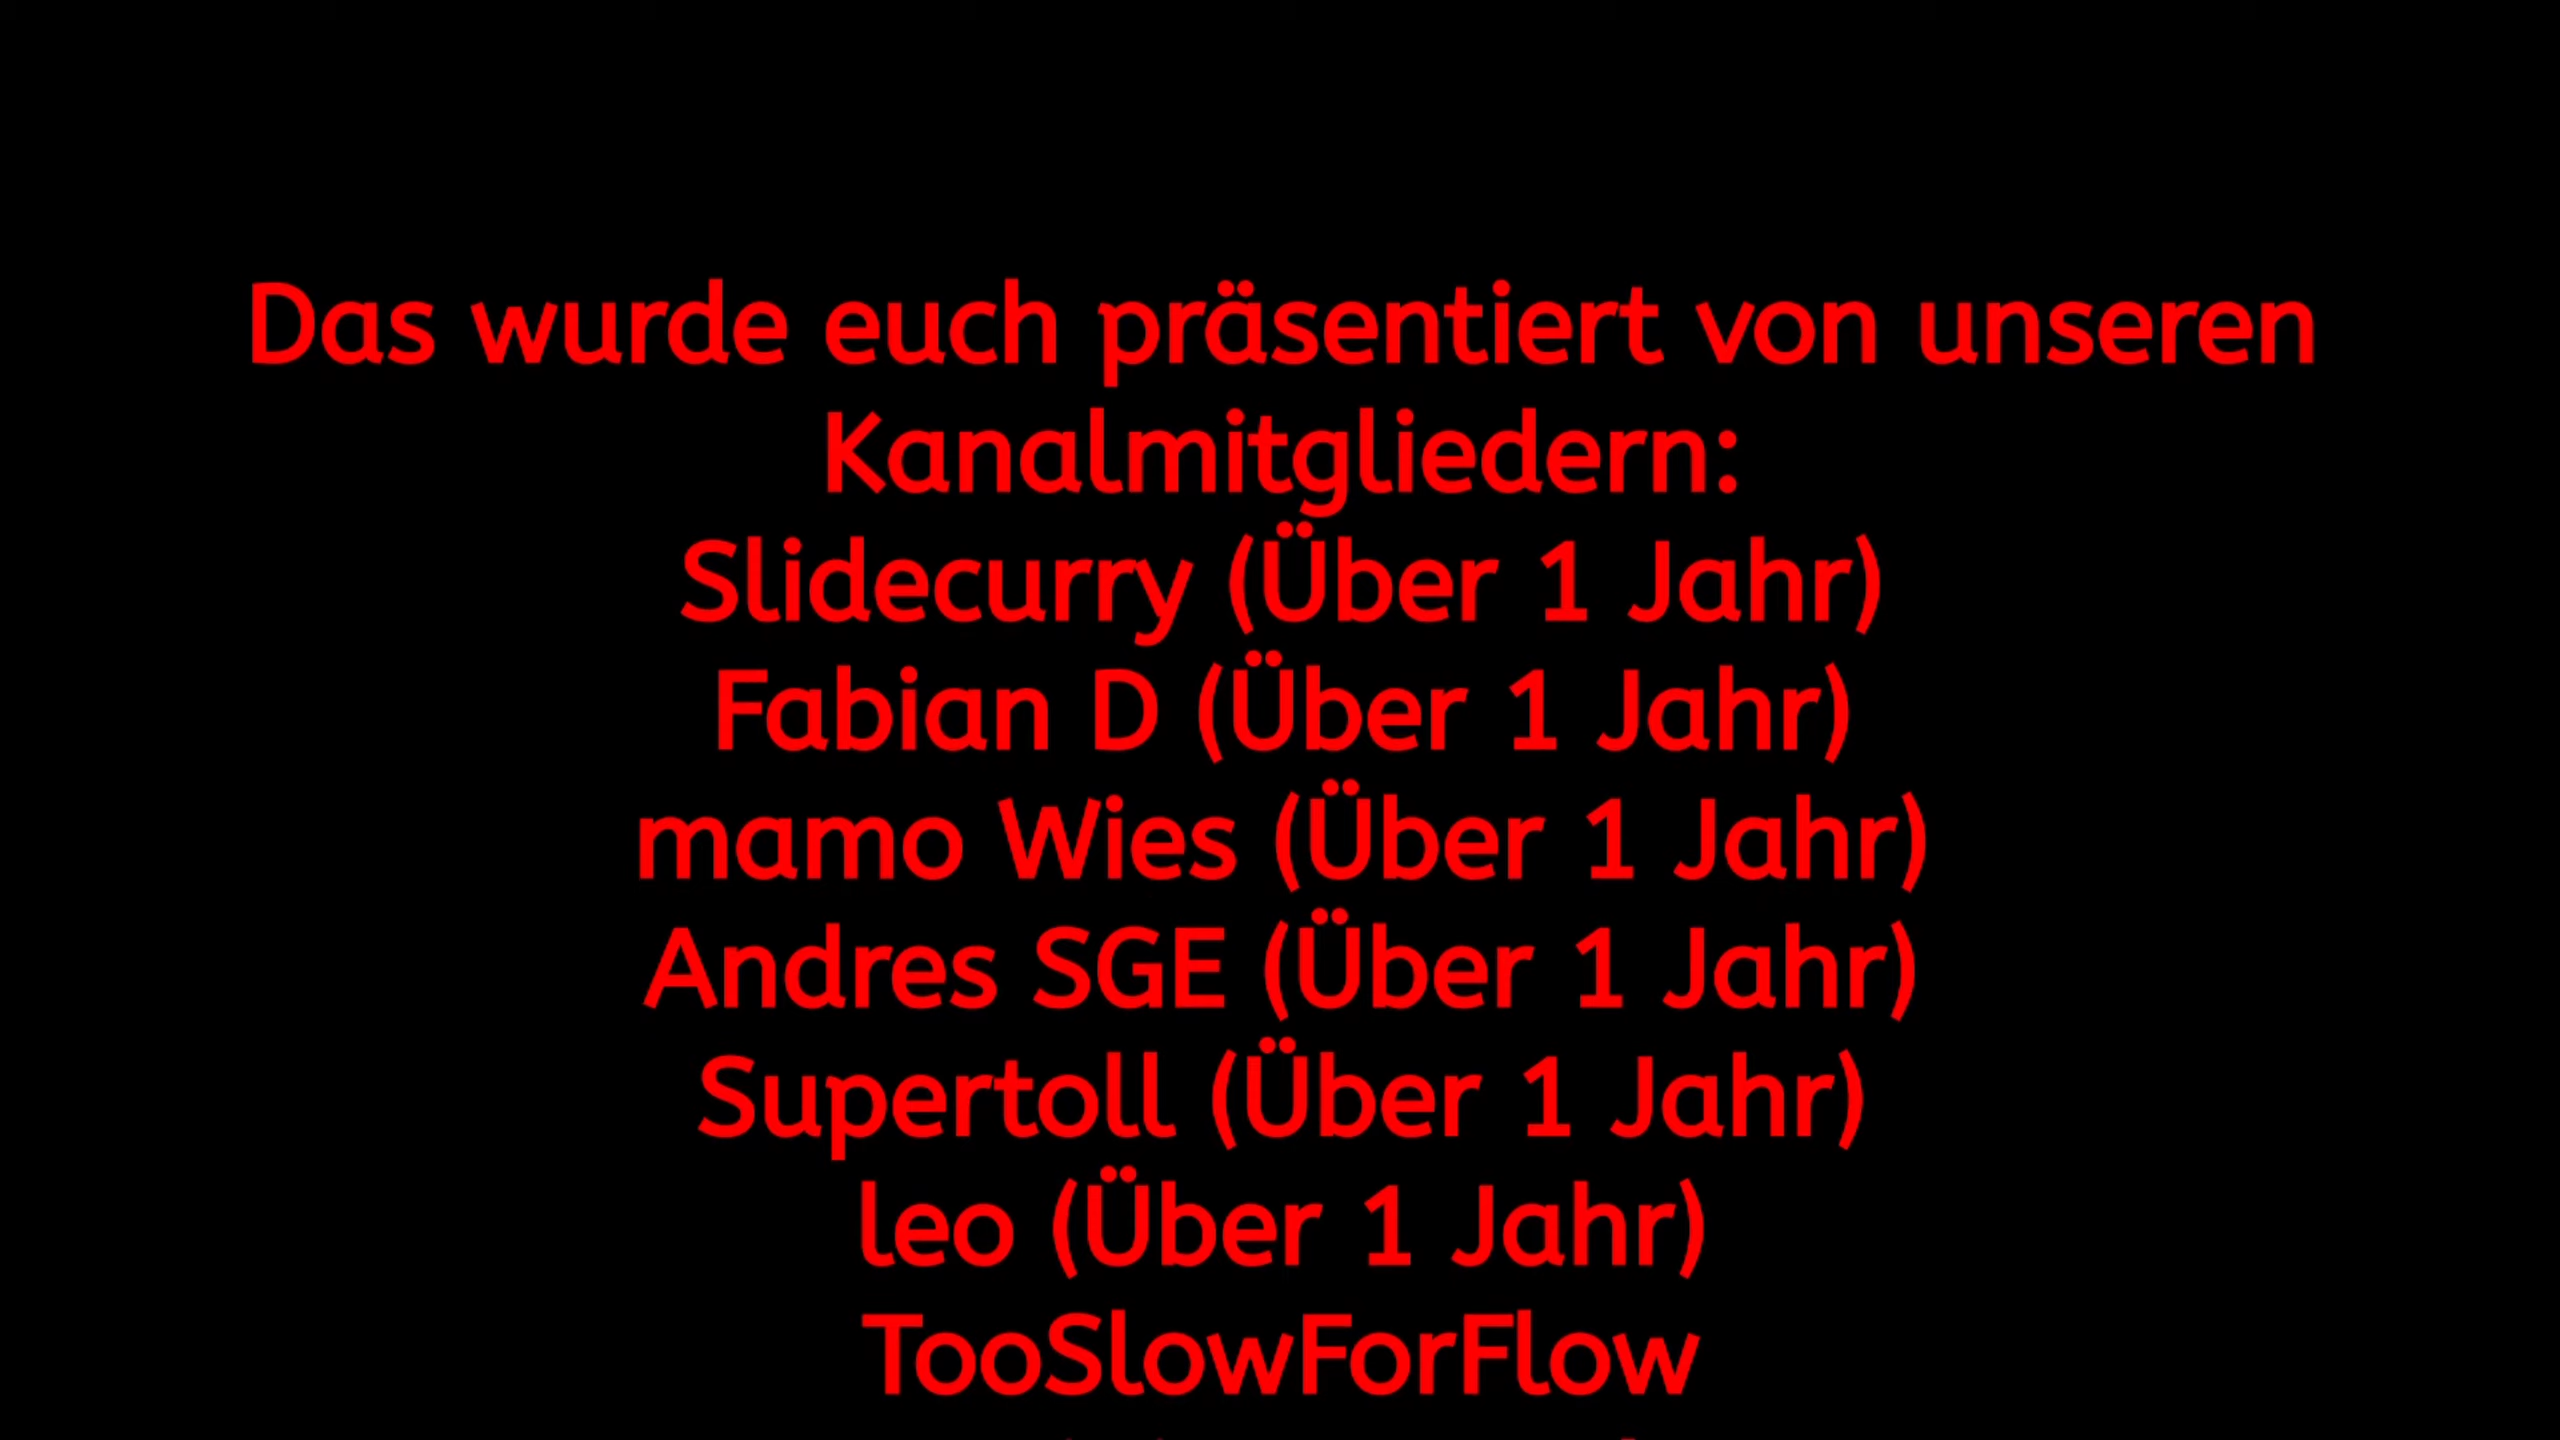 Das wurde euch präsentiert von unseren
Kanalmitgliedern:
Slidecurry (Über 1 Jahr)
Fabian D (Über 1 Jahr)
mamo Wies (Über 1 Jahr)
Andres SGE (Über 1 Jahr)
Supertoll (Über 1 Jahr)
leo (Über 1 Jahr)
TooSlowForFlow